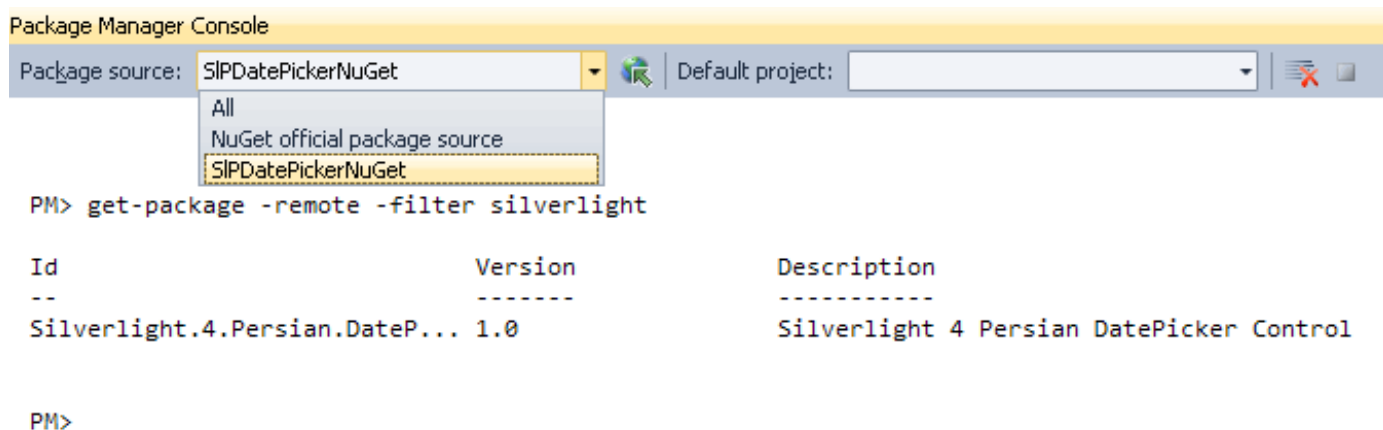 Package Manager Console
Package source: SlPDatePickerNuGet Default project:
All
NuGet official package source
SlPDatePickerNuGet
PM> get-package -remote -filter silverlight
Id Version Description
-- ------- -----------
Silverlight.4.Persian.DateP... 1.0 Silverlight 4 Persian DatePicker Control
PM>